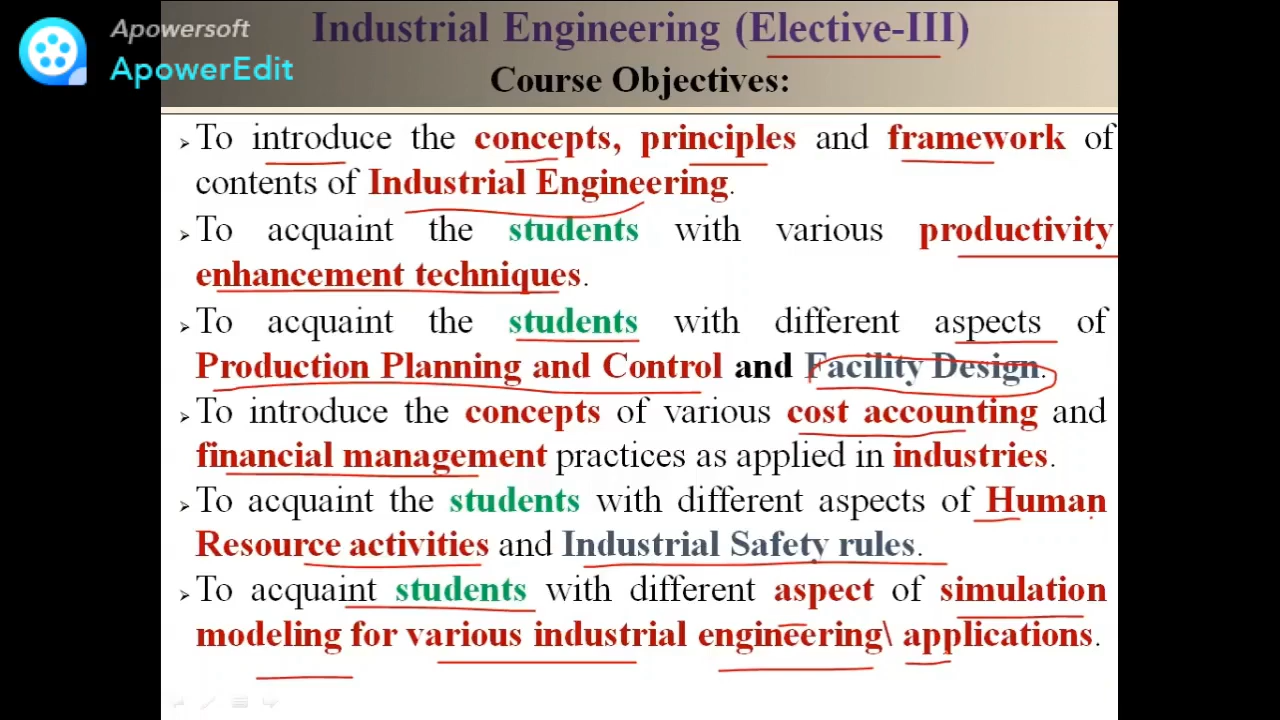 Apowersoft
ApowerEdit
Industrial Engineering (Elective-III)
Course Objectives:
To introduce the concepts, principles and framework of
contents of Industrial Engineering.
To acquaint the students with various productivity
enhancement techniques.
To acquaint the students with different aspects of
Production Planning and Control and Facility Design.
To introduce the concepts of various cost accounting and
financial management practices as applied in industries.
To acquaint the students with different aspects of Human
Resource activities and Industrial Safety rules.
To acquaint students with different aspect of simulation
modeling for various industrial engineering\ applications.